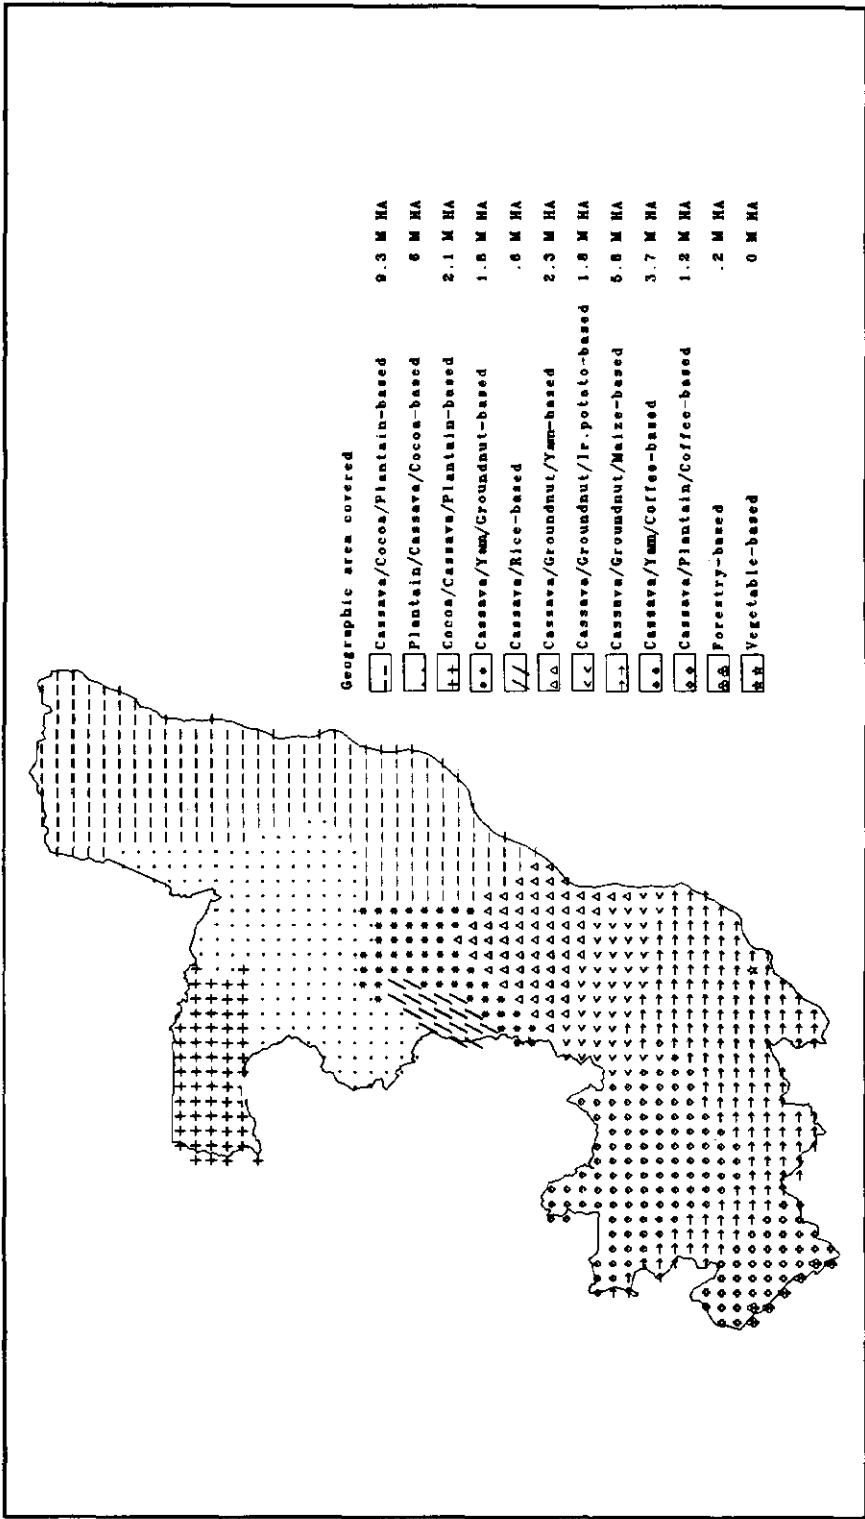 Geographic area covered
Cassava/Cocoa/Plantain-based 9.3 M HA
Plantain/Cassava/Cocoa-based 6 M HA
Cocoa/Cassava/Plantain-based 2.1 M HA
Cassava/Yam/Groundnut-based 1.8 M HA
Cassava/Rice-based .6 M HA
Cassava/Groundnut/Yam-based 2.3 M HA
Cassava/Groundnut/Ir.potato-based 1.8 M HA
Cassava/Groundnut/Maize-based 5.8 M HA
Cassava/Yam/Coffee-based 3.7 M HA
Cassava/Plantain/Coffee-based 1.2 M HA
Forestry-based .2 M HA
Vegetable-based 0 M HA